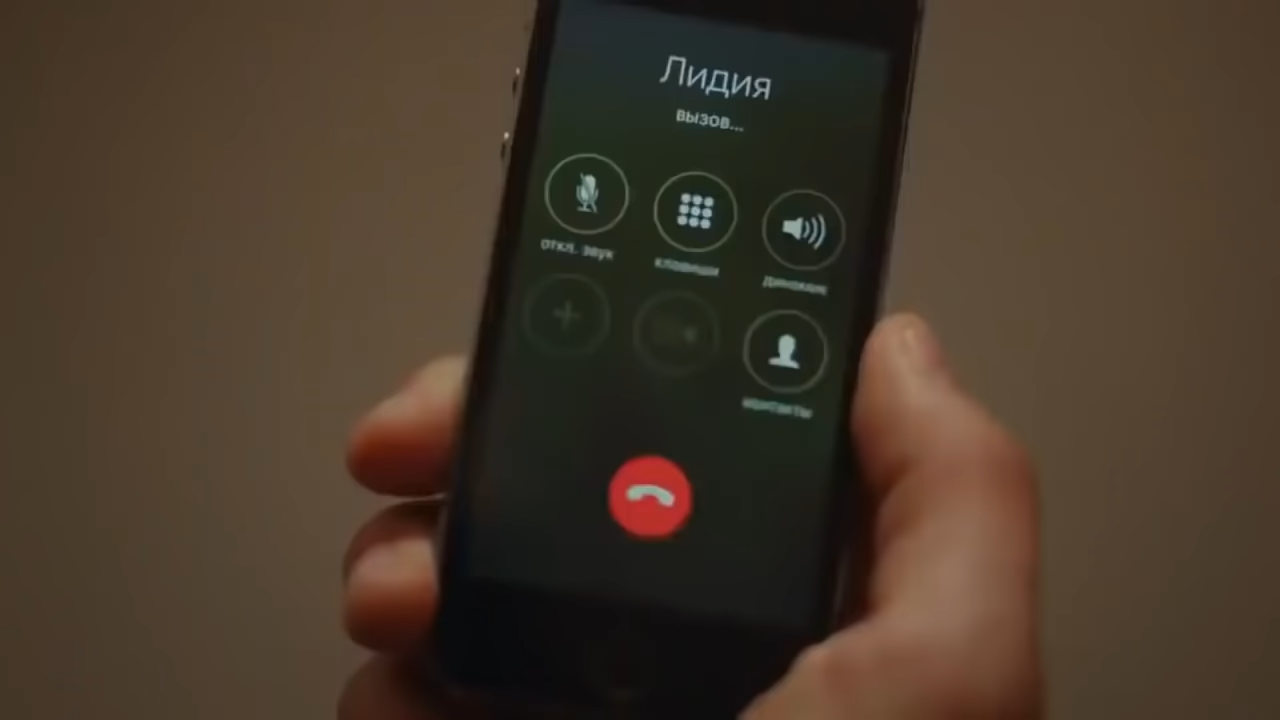 Лидия
вызов...
откл. звук
клавиши
динамик
контакты